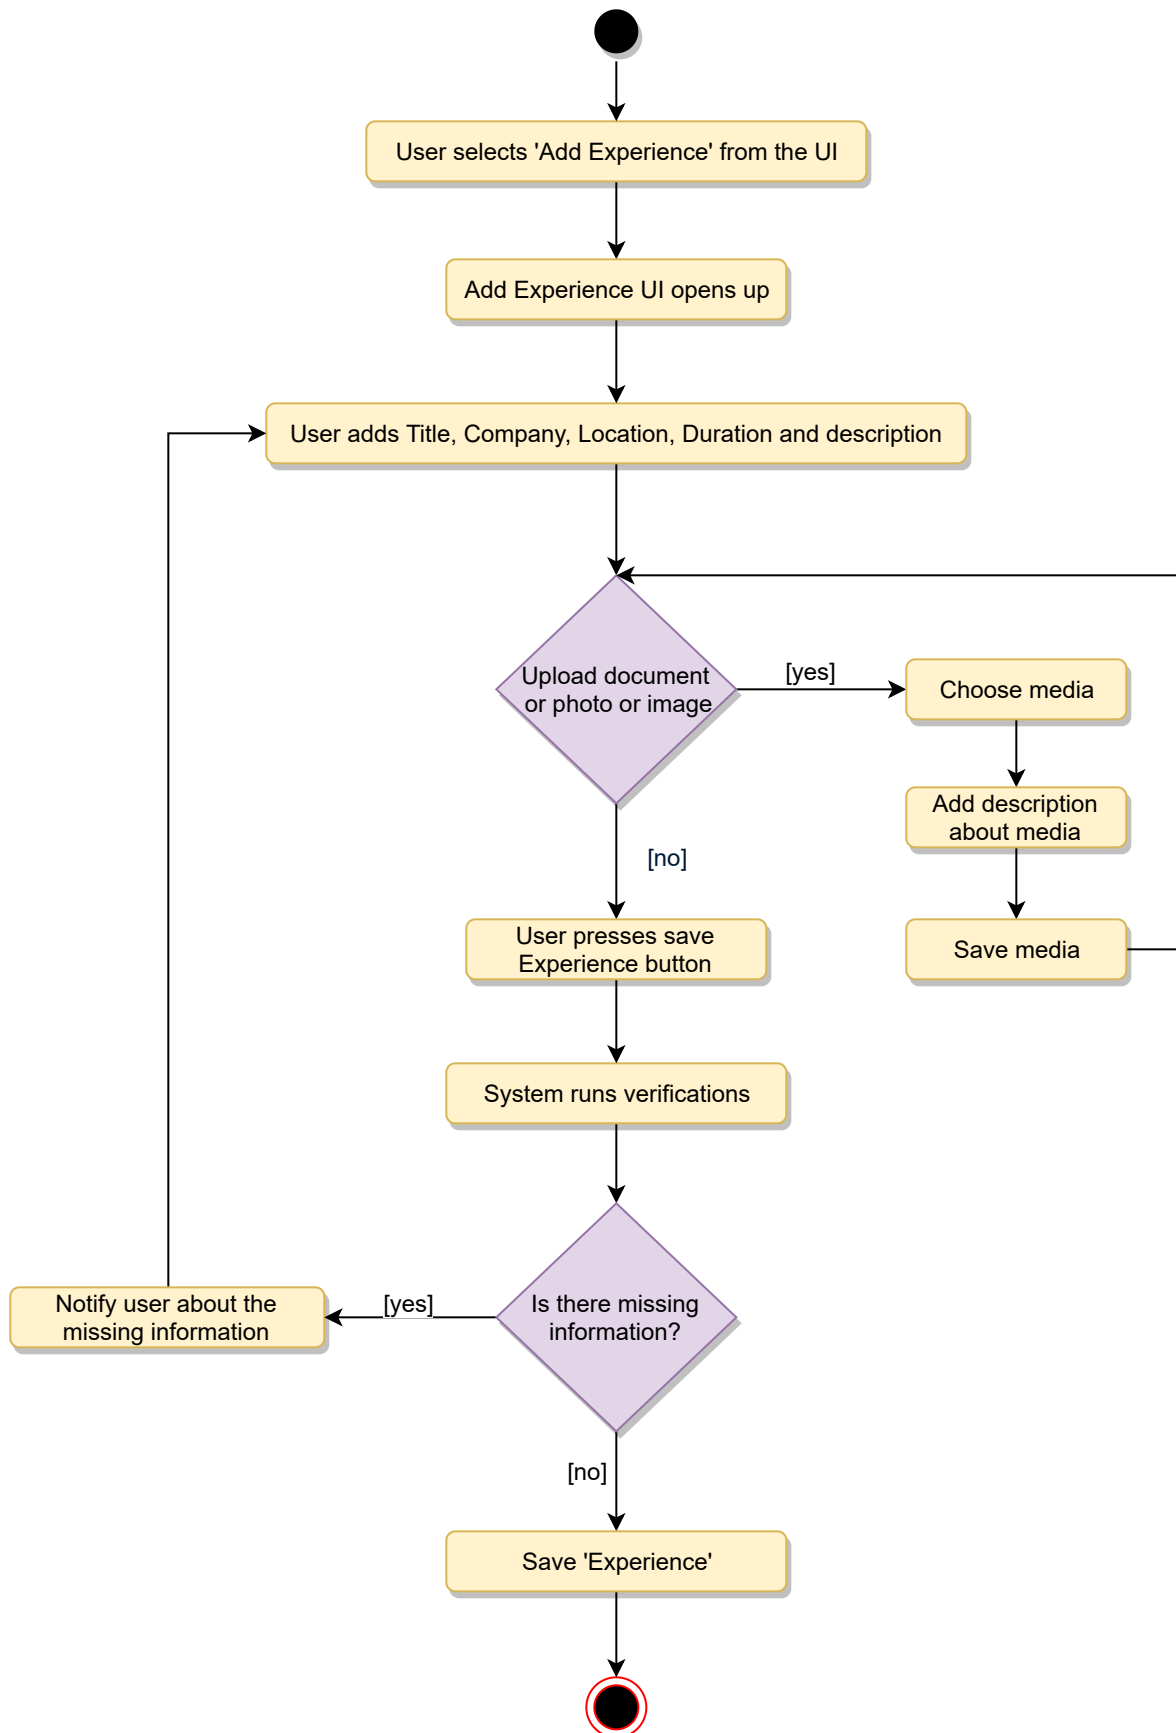 User selects 'Add Experience' from the UI
Add Experience UI opens up
User adds Title, Company, Location, Duration and description
Upload document
or photo or image
[yes]
Choose media
Add description
about media
[no]
User presses save
Experience button
Save media
System runs verifications
Is there missing
information?
[yes]
Notify user about the
missing information
[no]
Save 'Experience'